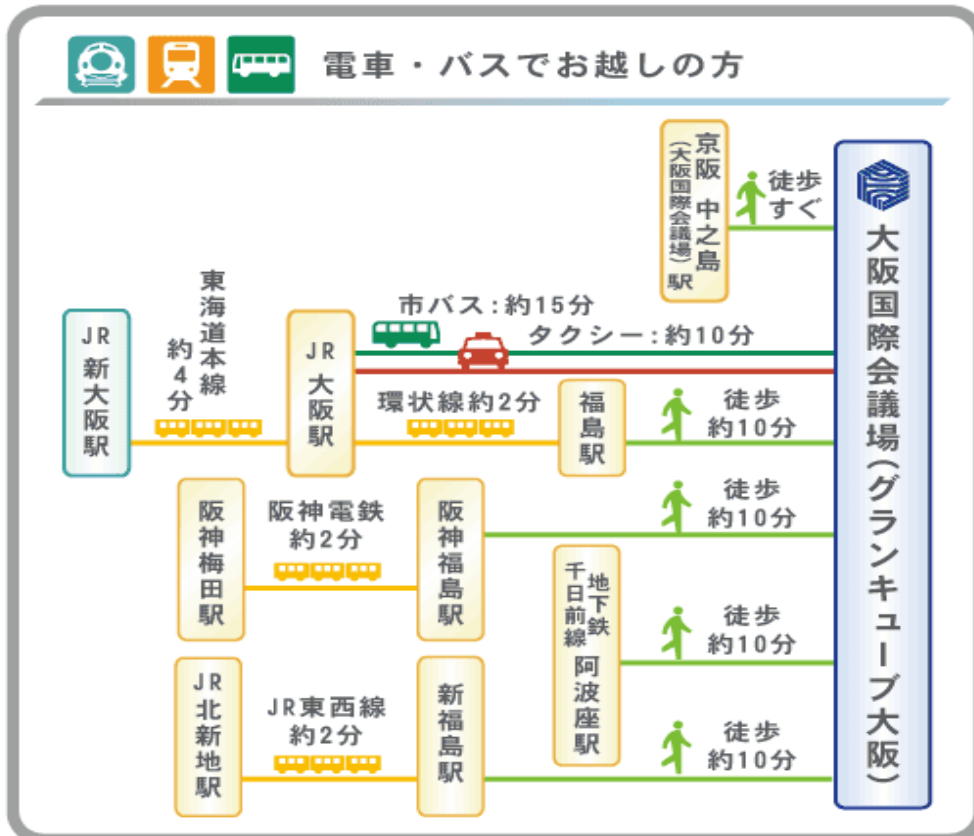 電車・バスでお越しの方
京阪 中之島駅
(大阪国際会議場)
徒歩
すぐ
大阪国際会議場(グランキューブ大阪)
JR新大阪駅
東海道本線
約4分
JR大阪駅
市バス:約15分
タクシー:約10分
環状線約2分
福島駅
徒歩
約10分
阪神梅田駅
阪神電鉄
約2分
阪神福島駅
徒歩
約10分
地下鉄
千日前線
阿波座駅
徒歩
約10分
JR北新地駅
JR東西線
約2分
新福島駅
徒歩
約10分